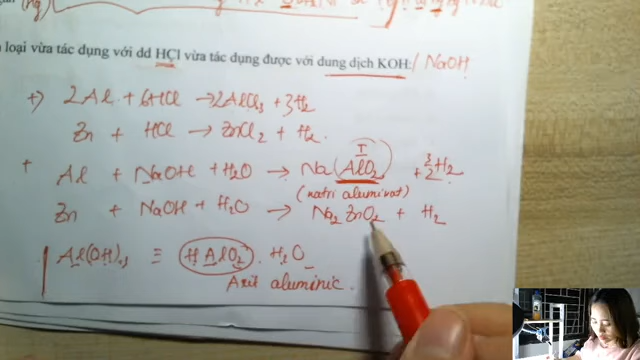 loại vừa tác dụng với dd HCl vừa tác dụng được với dung dịch KOH:/ NaOH
+) 2Al + 6HCl → 2AlCl3 + 3H2
Zn + HCl → ZnCl2 + H2.
I
+ Al + NaOH + H2O → Na(AlO2) + 3/2 H2
(natri aluminat)
Zn + NaOH + H2O → Na2ZnO2 + H2
Al(OH)3 ≡ HAlO2 . H2O
Axit aluminic.